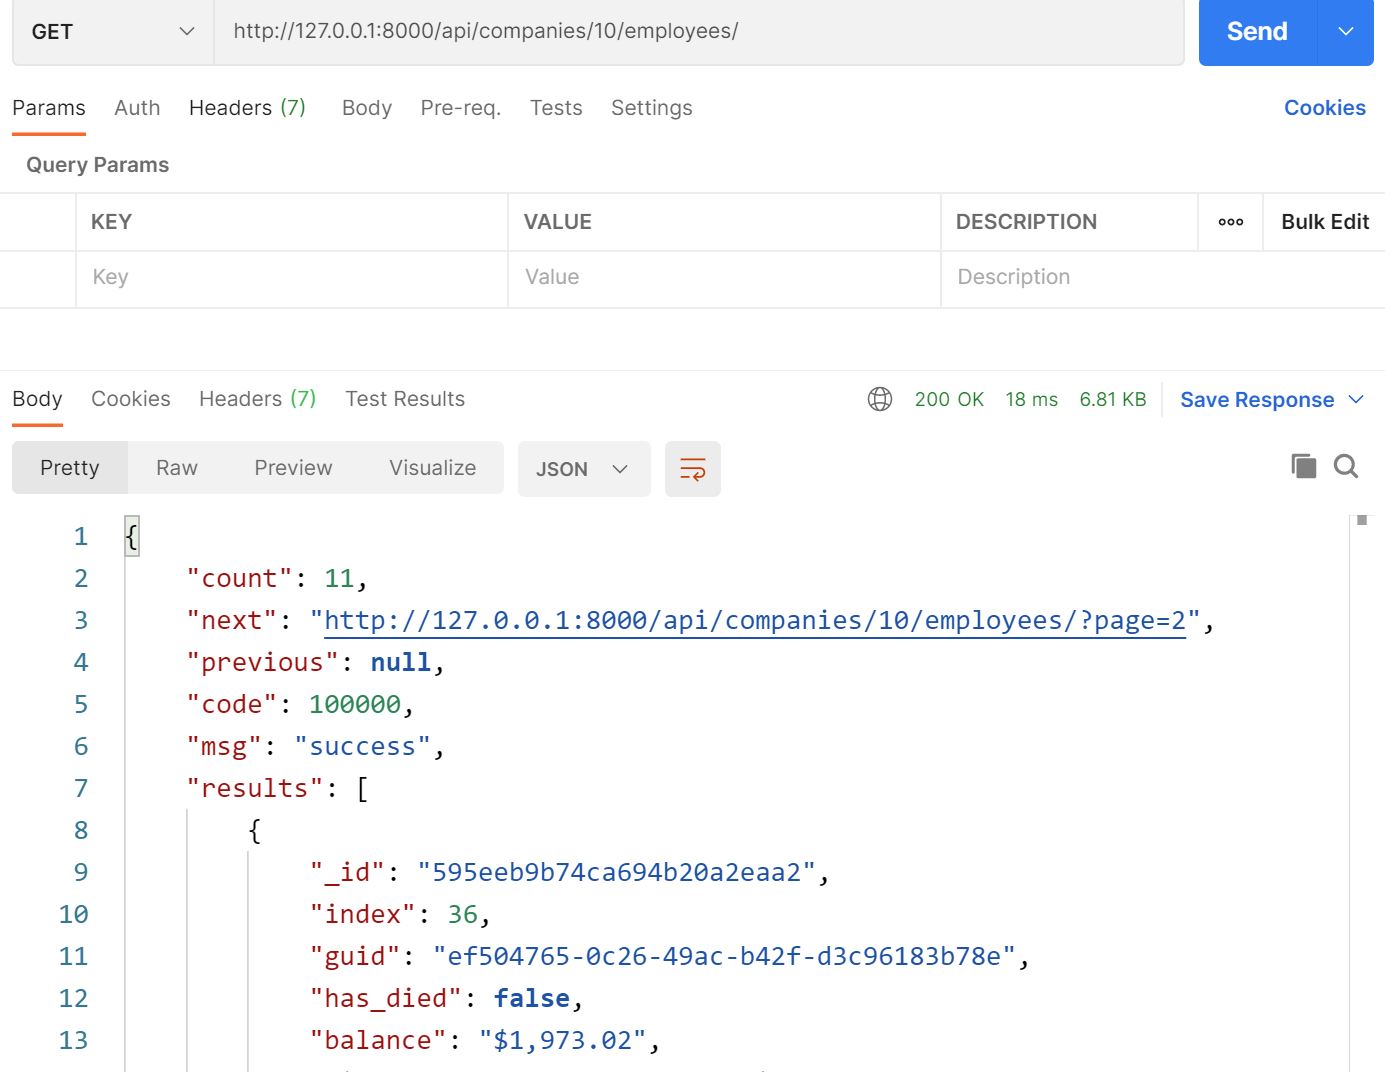 GET http://127.0.0.1:8000/api/companies/10/employees/ Send
Params Auth Headers (7) Body Pre-req. Tests Settings Cookies
Query Params
KEY VALUE DESCRIPTION Bulk Edit
Key Value Description
Body Cookies Headers (7) Test Results 200 OK 18 ms 6.81 KB Save Response
Pretty Raw Preview Visualize JSON
1 {
2 "count": 11,
3 "next": "http://127.0.0.1:8000/api/companies/10/employees/?page=2",
4 "previous": null,
5 "code": 100000,
6 "msg": "success",
7 "results": [
8 {
9 "_id": "595eeb9b74ca694b20a2eaa2",
10 "index": 36,
11 "guid": "ef504765-0c26-49ac-b42f-d3c96183b78e",
12 "has_died": false,
13 "balance": "$1,973.02",